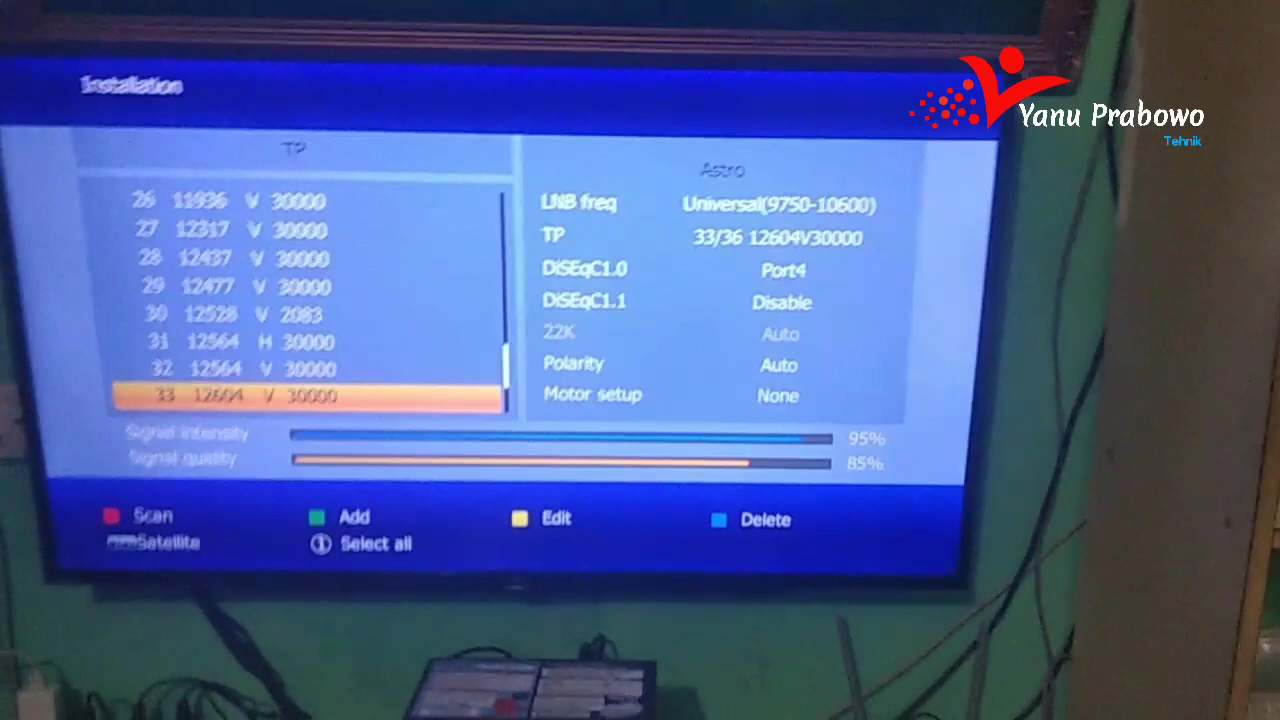 Installation
Yanu Prabowo
Tehnik
TP
26 11936 V 30000
27 12317 V 30000
28 12437 V 30000
29 12477 V 30000
30 12528 V 2083
31 12564 H 30000
32 12564 V 30000
33 12604 V 30000
Astro
LNB freq Universal(9750-10600)
TP 33/36 12604V30000
DiSEqC1.0 Port4
DiSEqC1.1 Disable
22K Auto
Polarity Auto
Motor setup None
Signal intensity 95%
Signal quality 85%
Scan Add Edit Delete
Satellite 1 Select all